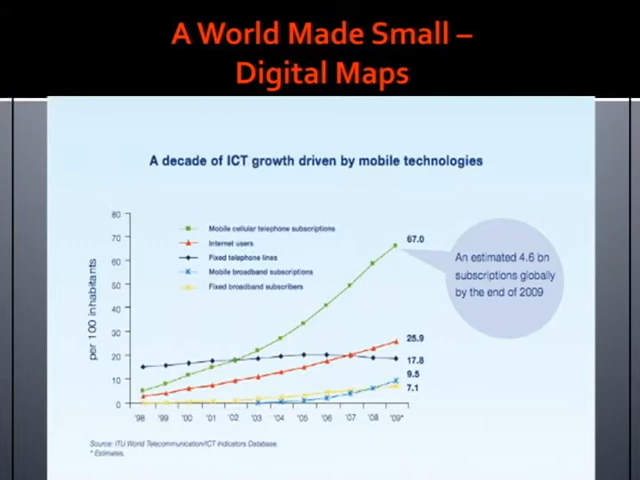 A World Made Small –
Digital Maps
A decade of ICT growth driven by mobile technologies
80
70
60
50
40
30
20
10
0
per 100 inhabitants
Mobile cellular telephone subscriptions
Internet users
Fixed telephone lines
Mobile broadband subscriptions
Fixed broadband subscribers
67.0
25.9
17.8
9.5
7.1
An estimated 4.6 bn
subscriptions globally
by the end of 2009
'98 '99 '00 '01 '02 '03 '04 '05 '06 '07 '08 '09*
Source: ITU World Telecommunication/ICT Indicators Database.
* Estimates.